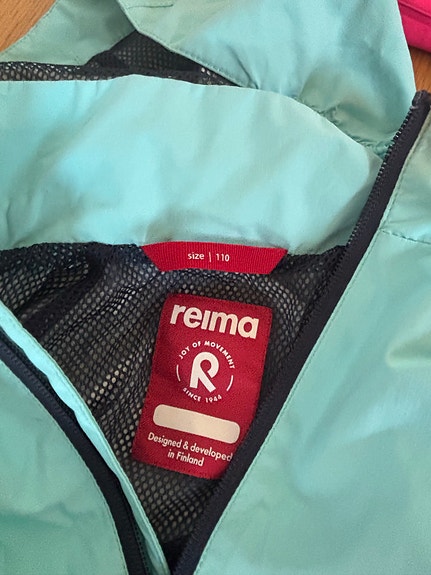 size | 110
reima
JOY OF MOVEMENT
R
SINCE 1944
Designed & developed
in Finland